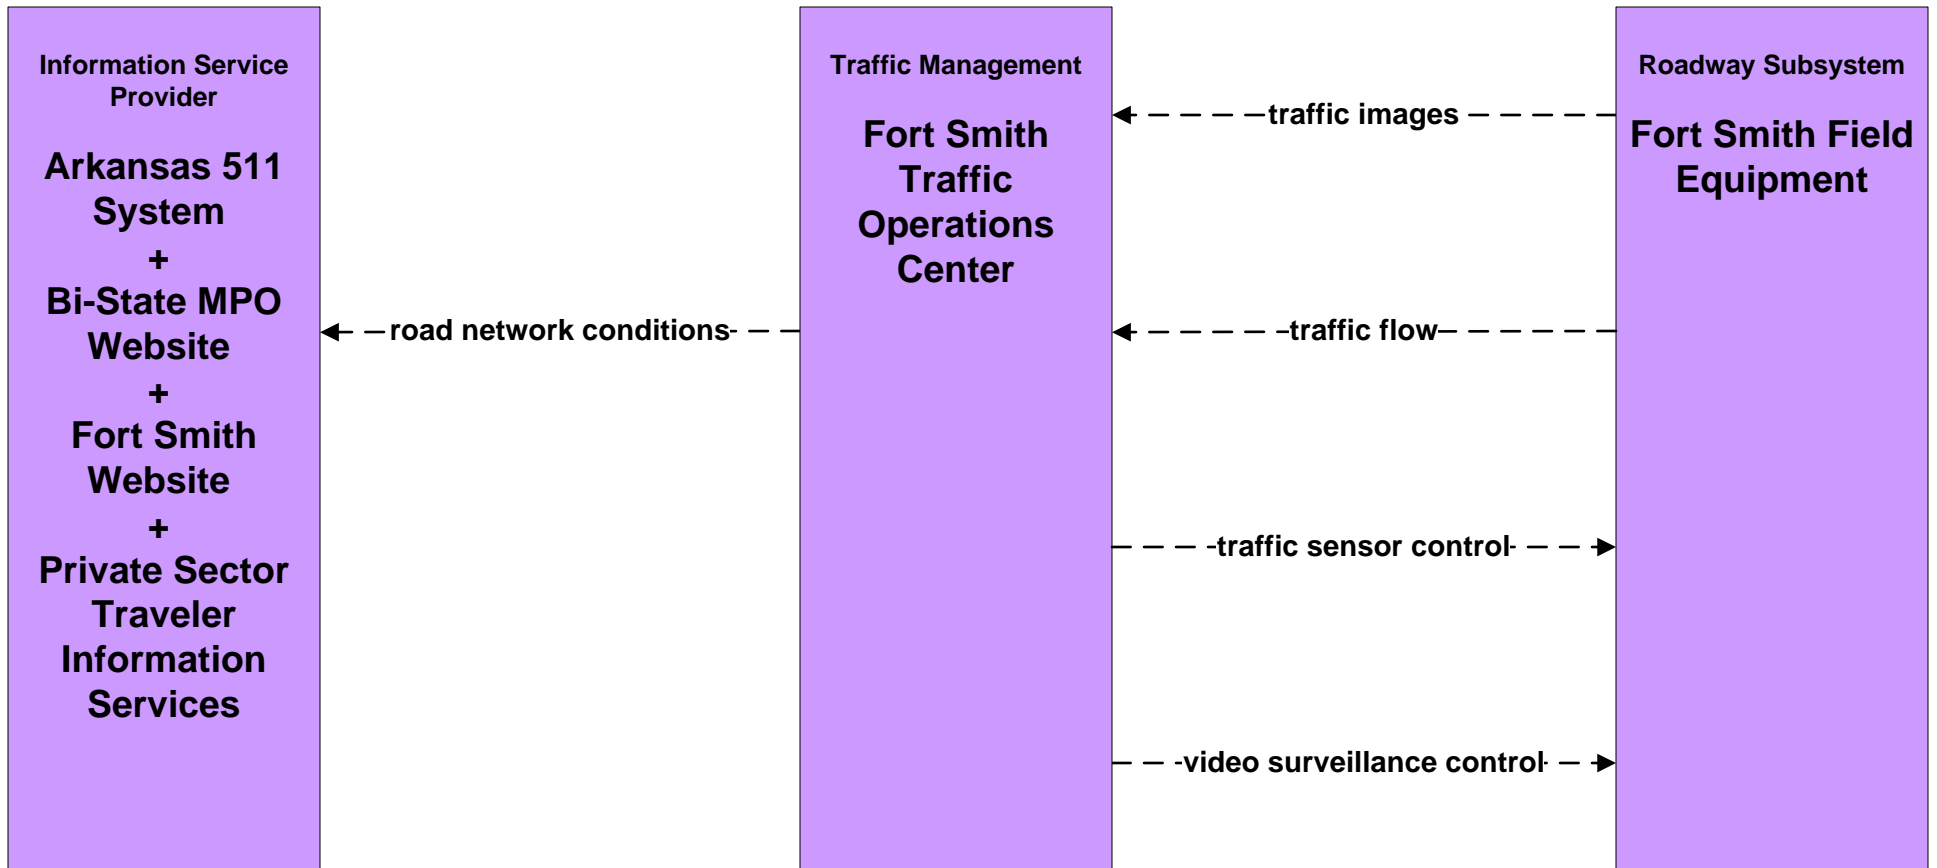 Information Service
Provider
Arkansas 511
System
+
Bi-State MPO
Website
+
Fort Smith
Website
+
Private Sector
Traveler
Information
Services
road network conditions
Traffic Management
Fort Smith
Traffic
Operations
Center
traffic images
traffic flow
traffic sensor control
video surveillance control
Roadway Subsystem
Fort Smith Field
Equipment